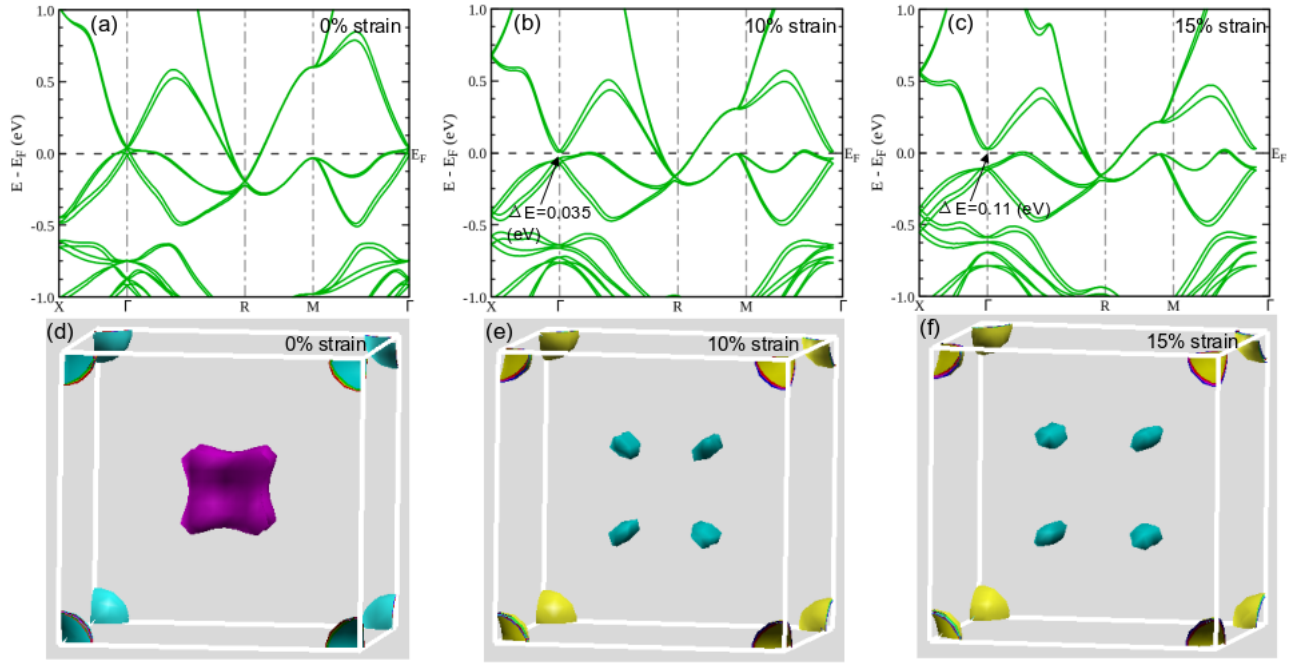 (a) 0% strain
(b) 10% strain
(c) 15% strain
1.0
0.5
0.0
-0.5
-1.0
E - E_F (eV)
E_F
X Γ R M Γ
1.0
0.5
0.0
-0.5
-1.0
E - E_F (eV)
E_F
Δ E=0.035
(eV)
X Γ R M Γ
1.0
0.5
0.0
-0.5
-1.0
E - E_F (eV)
E_F
Δ E=0.11 (eV)
X Γ R M Γ
(d) 0% strain
(e) 10% strain
(f) 15% strain